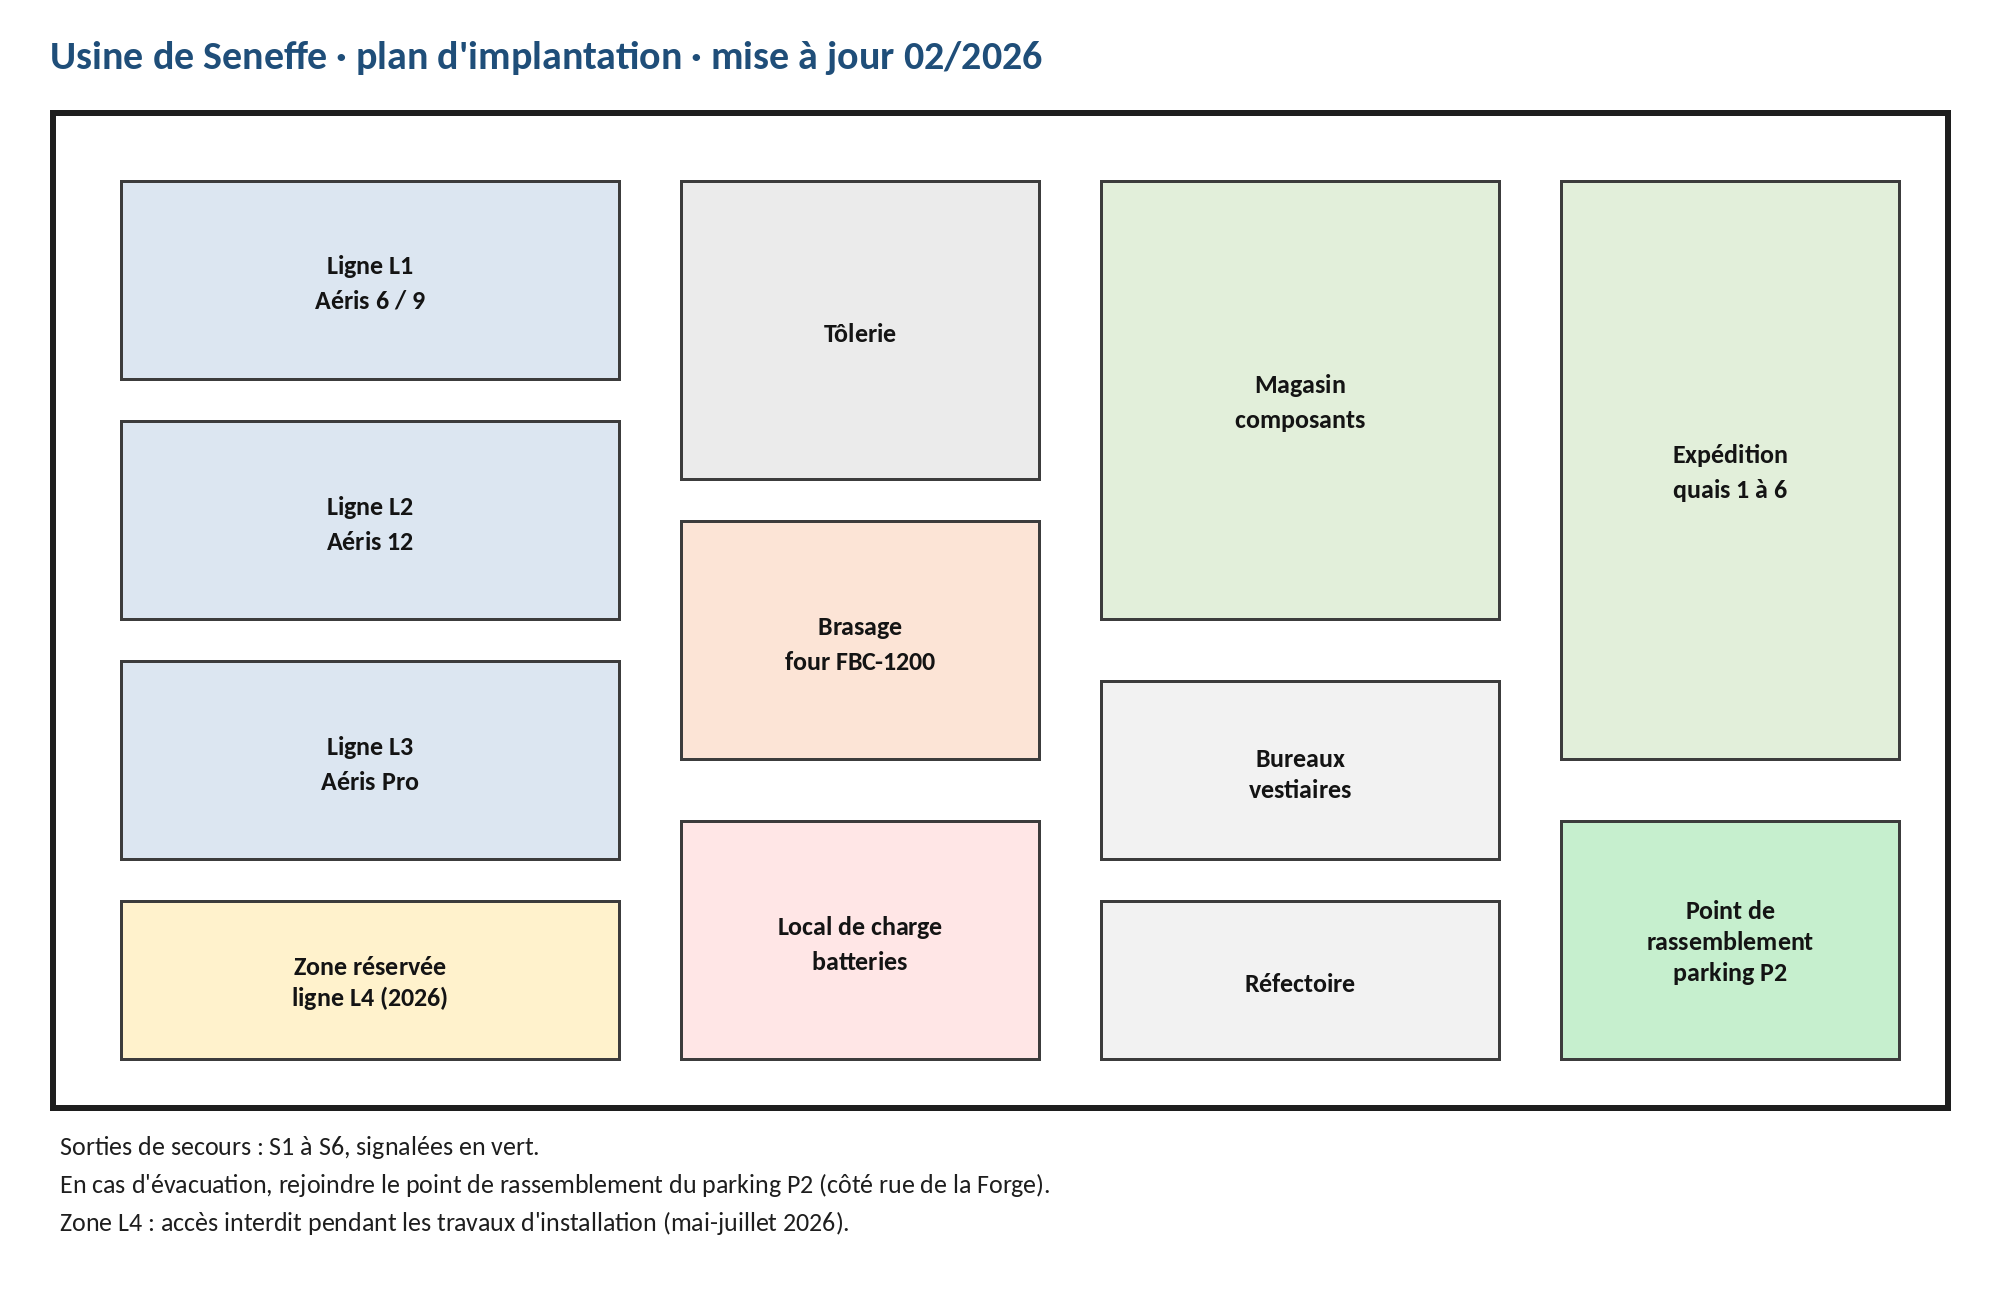 Usine de Seneffe · plan d'implantation · mise à jour 02/2026
Ligne L1
Aéris 6 / 9
Ligne L2
Aéris 12
Ligne L3
Aéris Pro
Zone réservée
ligne L4 (2026)
Tôlerie
Brasage
four FBC-1200
Local de charge
batteries
Magasin
composants
Bureaux
vestiaires
Réfectoire
Expédition
quais 1 à 6
Point de
rassemblement
parking P2
Sorties de secours : S1 à S6, signalées en vert.
En cas d'évacuation, rejoindre le point de rassemblement du parking P2 (côté rue de la Forge).
Zone L4 : accès interdit pendant les travaux d'installation (mai-juillet 2026).